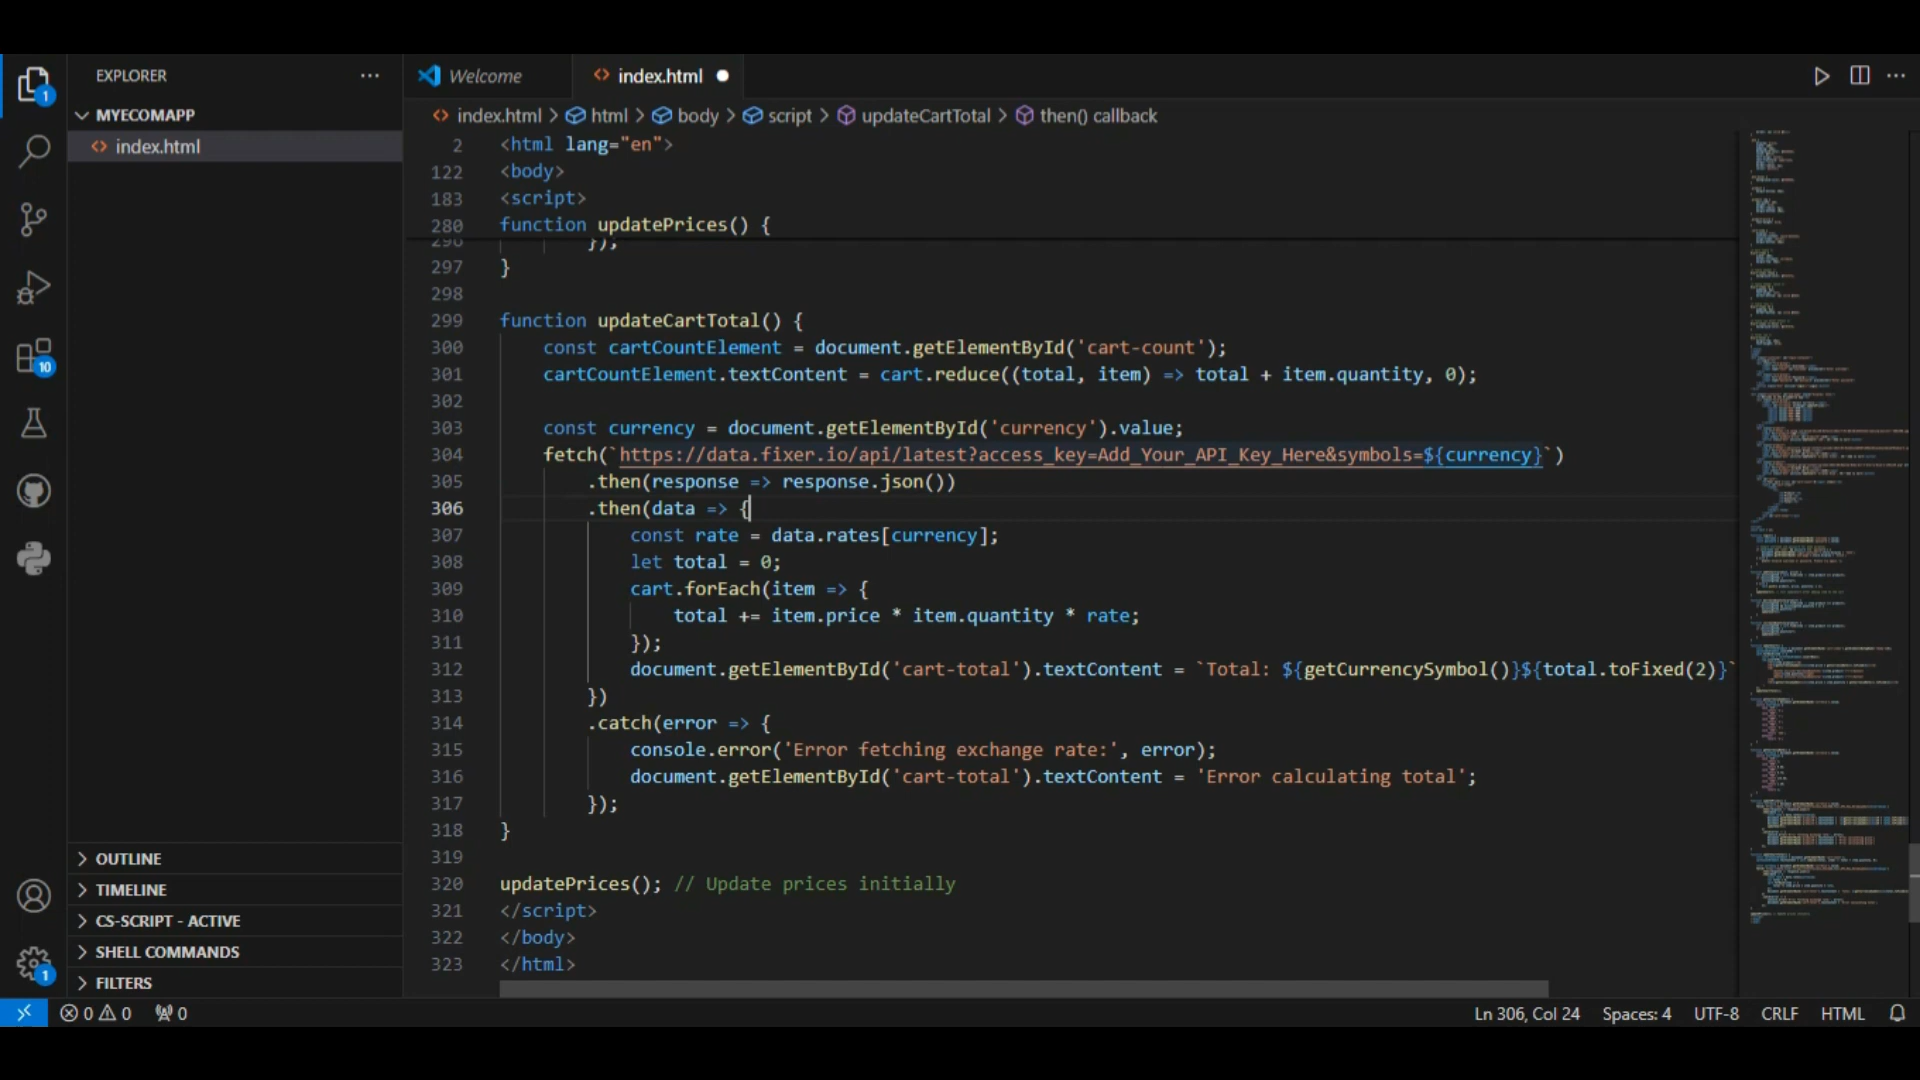 EXPLORER
MYECOMAPP
index.html
Welcome
index.html
index.html > html > body > script > updateCartTotal > then() callback
2 <html lang="en">
122 <body>
183 <script>
280 function updatePrices() {
296 });
297 }
298
299 function updateCartTotal() {
300 const cartCountElement = document.getElementById('cart-count');
301 cartCountElement.textContent = cart.reduce((total, item) => total + item.quantity, 0);
302
303 const currency = document.getElementById('currency').value;
304 fetch(`https://data.fixer.io/api/latest?access_key=Add_Your_API_Key_Here&symbols=${currency}`)
305 .then(response => response.json())
306 .then(data => {
307 const rate = data.rates[currency];
308 let total = 0;
309 cart.forEach(item => {
310 total += item.price * item.quantity * rate;
311 });
312 document.getElementById('cart-total').textContent = `Total: ${getCurrencySymbol()}${total.toFixed(2)}`
313 })
314 .catch(error => {
315 console.error('Error fetching exchange rate:', error);
316 document.getElementById('cart-total').textContent = 'Error calculating total';
317 });
318 }
319
320 updatePrices(); // Update prices initially
321 </script>
322 </body>
323 </html>
1
10
1
OUTLINE
TIMELINE
CS-SCRIPT - ACTIVE
SHELL COMMANDS
FILTERS
0 0 0
Ln 306, Col 24 Spaces: 4 UTF-8 CRLF HTML